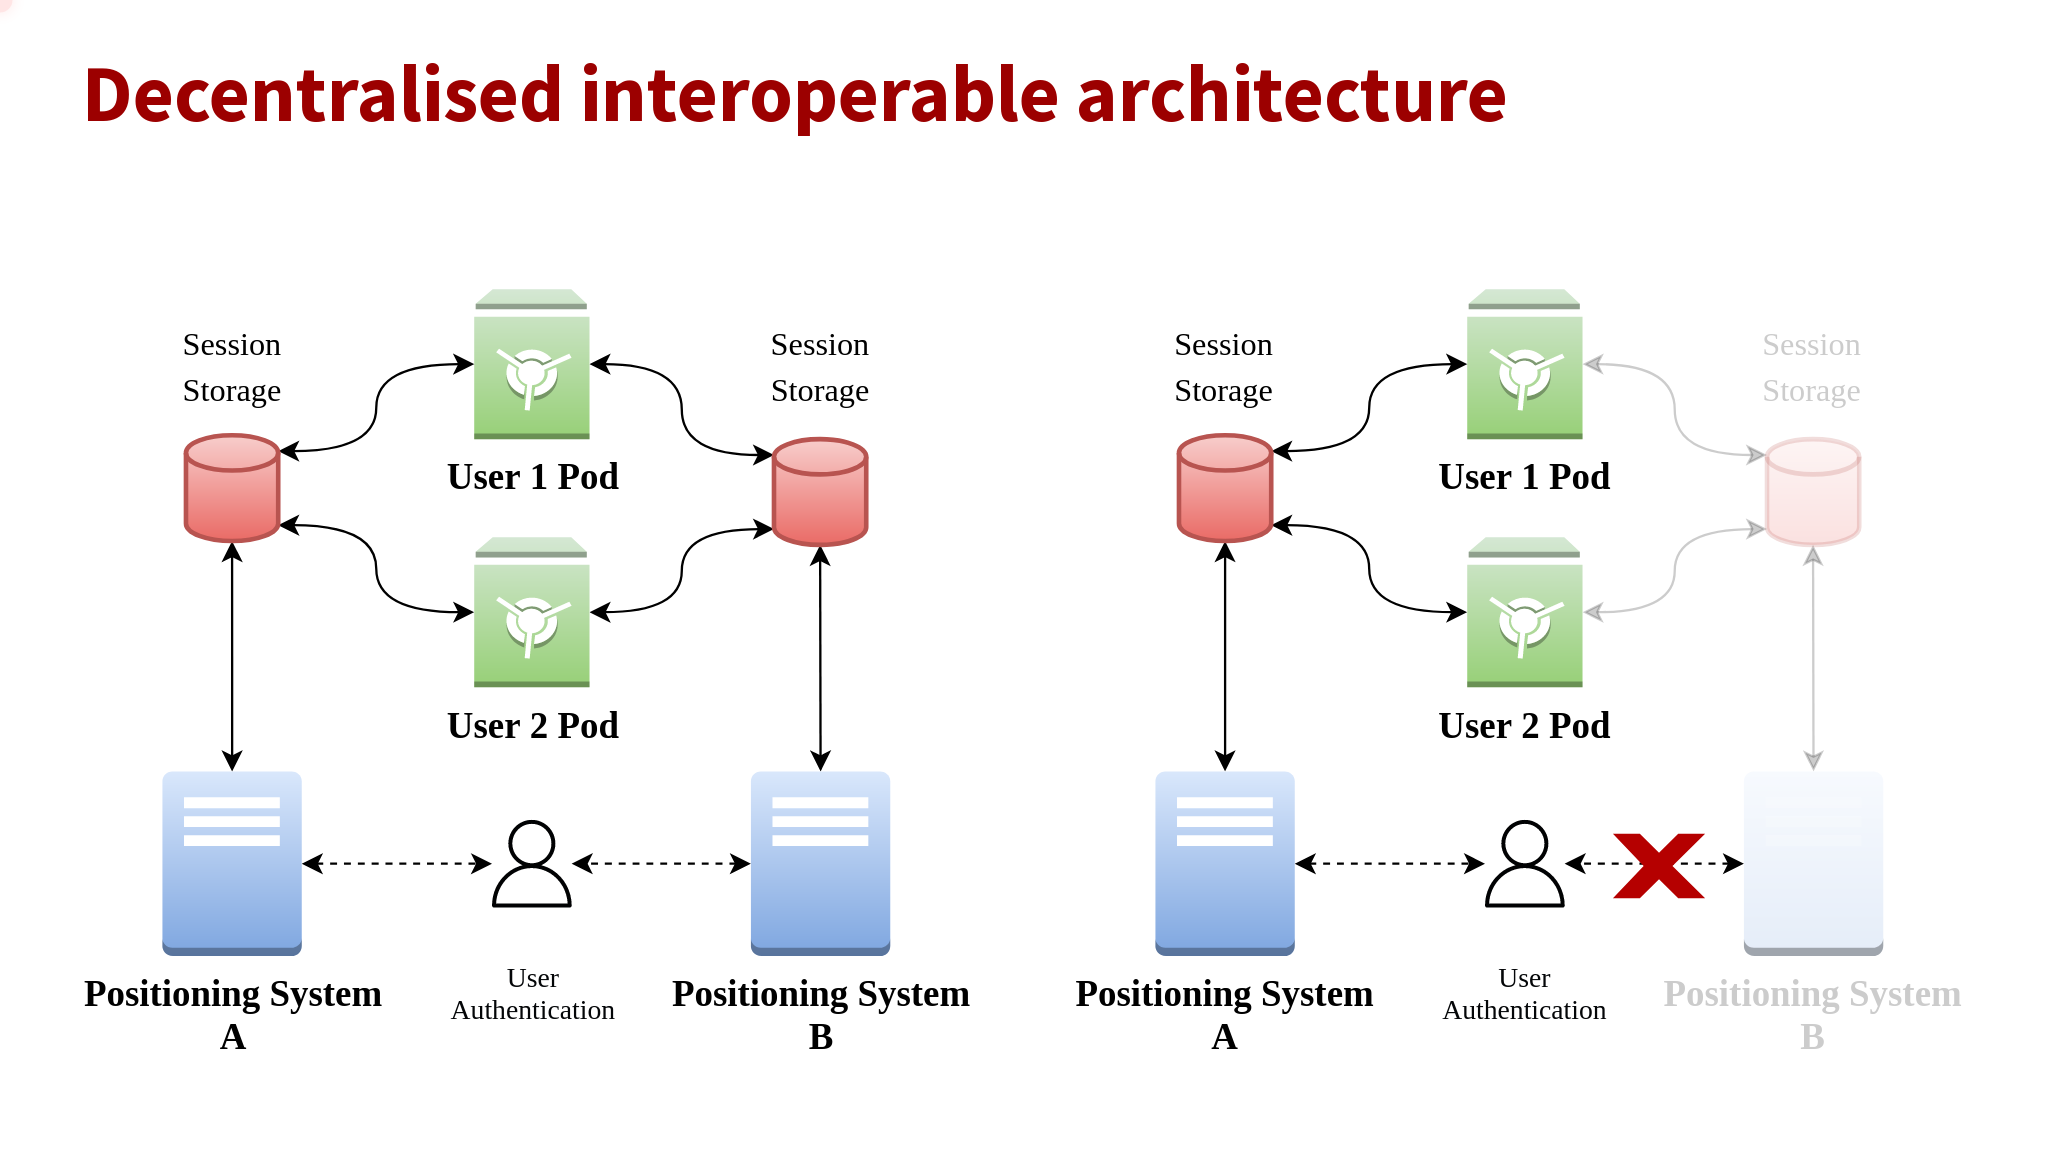 Decentralised interoperable architecture
Session
Storage
User 1 Pod
Session
Storage
User 2 Pod
Positioning System
A
User
Authentication
Positioning System
B
Session
Storage
User 1 Pod
Session
Storage
User 2 Pod
Positioning System
A
User
Authentication
Positioning System
B